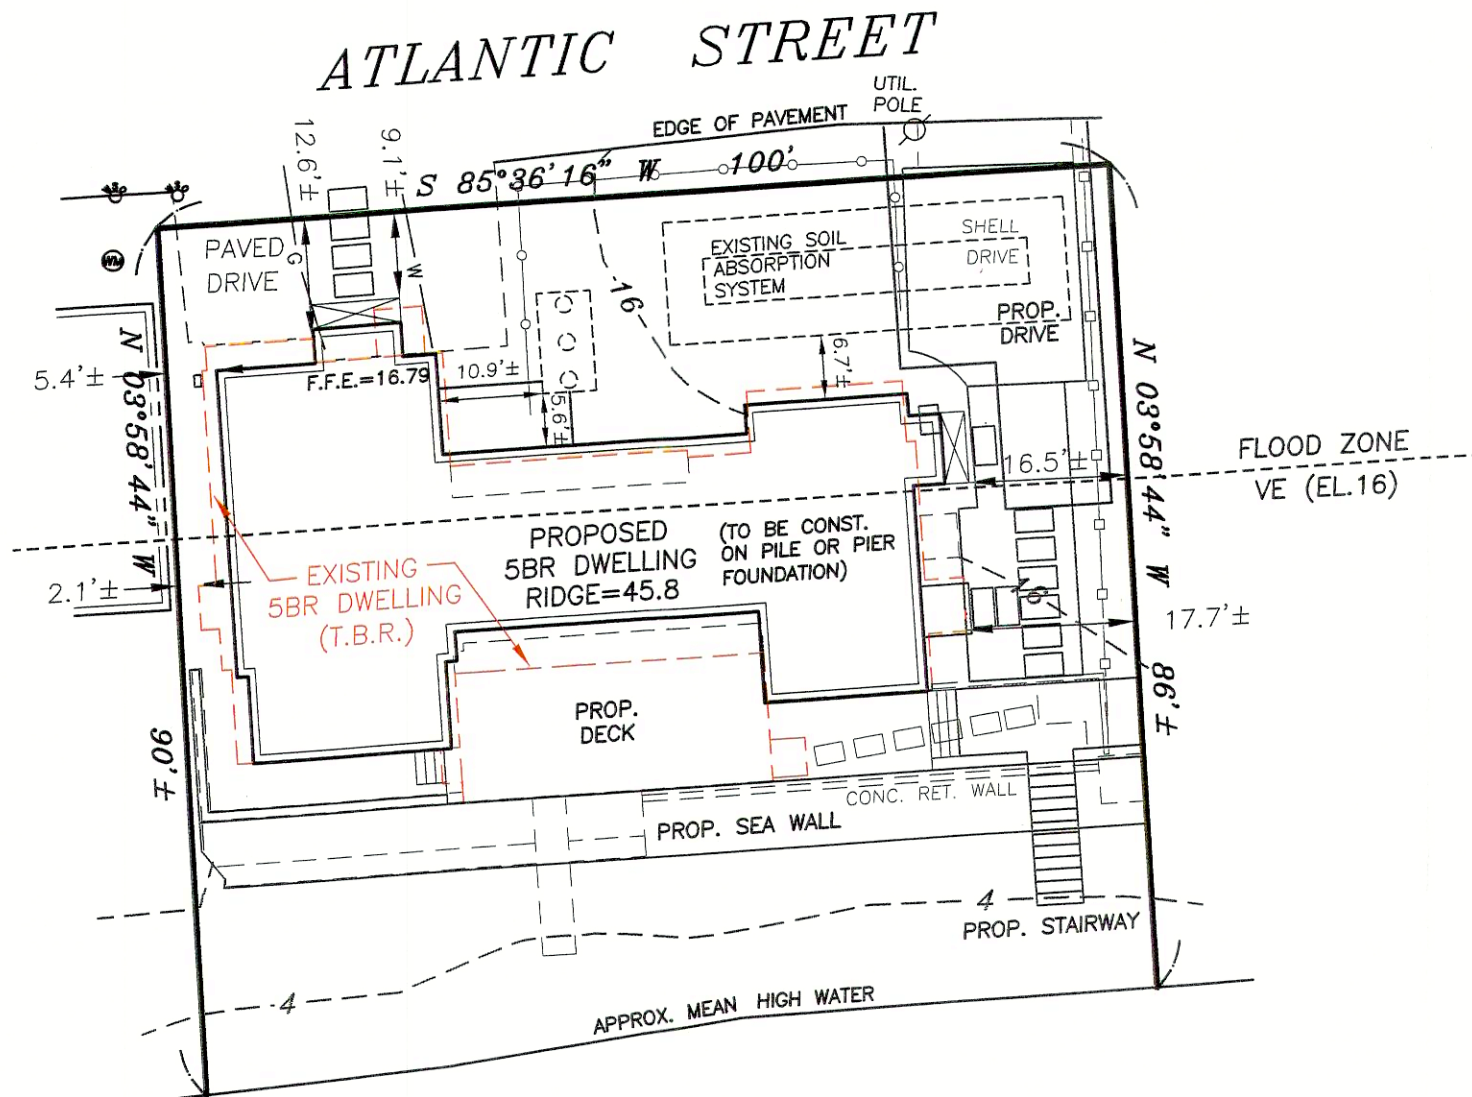 ATLANTIC STREET
UTIL.
POLE
EDGE OF PAVEMENT
12.6'±
9.1'±
S 85°36'16" W 100'
PAVED
DRIVE
G
W
WM
EXISTING SOIL
ABSORPTION
SYSTEM
SHELL
DRIVE
PROP.
DRIVE
16
5.4'±
N 03°58'44" W
F.F.E.=16.79
10.9'±
5.6'±
6.7'±
N 03°58'44" W
FLOOD ZONE
VE (EL.16)
16.5'±
PROPOSED
5BR DWELLING
RIDGE=45.8
(TO BE CONST.
ON PILE OR PIER
FOUNDATION)
EXISTING
5BR DWELLING
(T.B.R.)
2.1'±
17.7'±
86'±
90'±
PROP.
DECK
CONC. RET. WALL
PROP. SEA WALL
4
PROP. STAIRWAY
4
APPROX. MEAN HIGH WATER